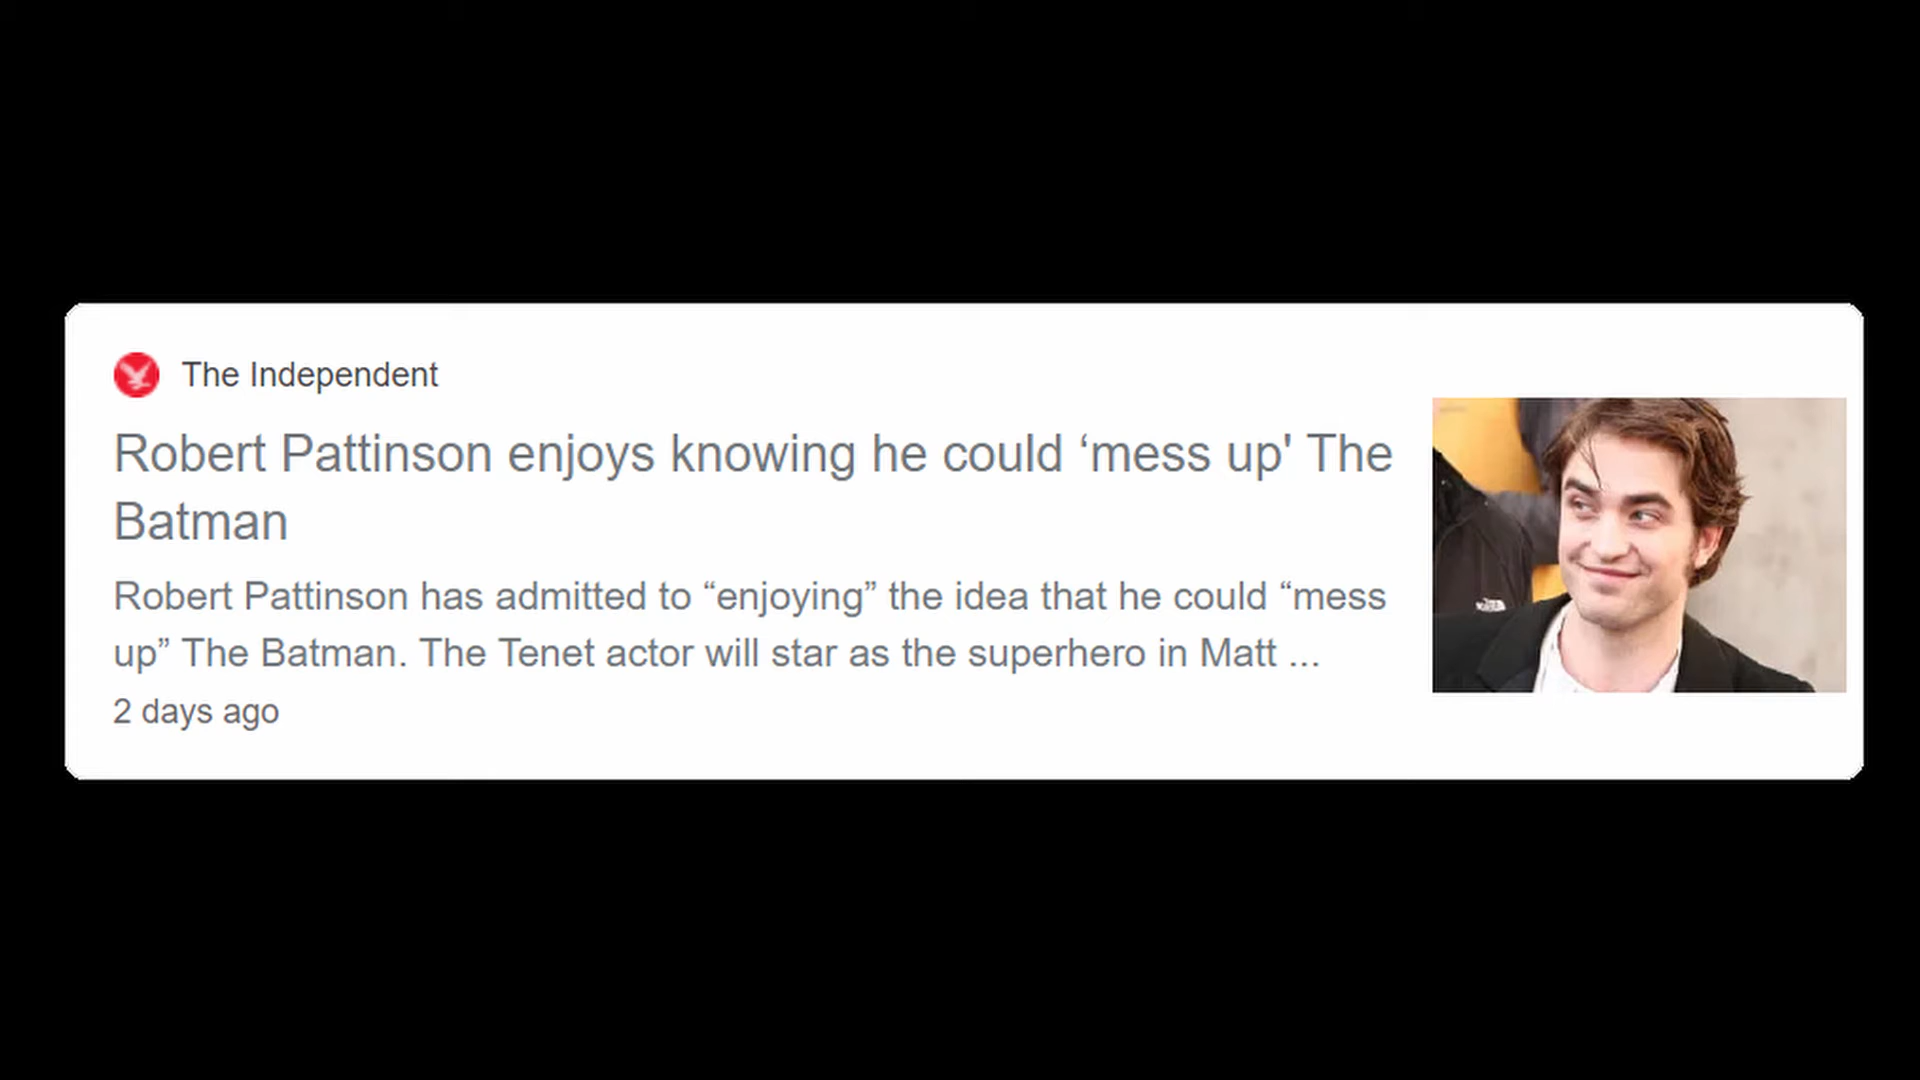 The Independent
Robert Pattinson enjoys knowing he could ‘mess up' The
Batman
Robert Pattinson has admitted to “enjoying” the idea that he could “mess
up” The Batman. The Tenet actor will star as the superhero in Matt ...
2 days ago